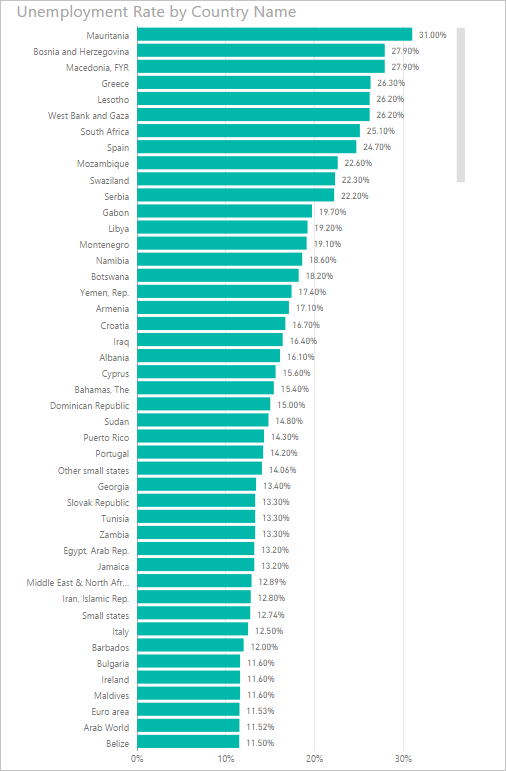 Unemployment Rate by Country Name
Mauritania 31.00%
Bosnia and Herzegovina 27.90%
Macedonia, FYR 27.90%
Greece 26.30%
Lesotho 26.20%
West Bank and Gaza 26.20%
South Africa 25.10%
Spain 24.70%
Mozambique 22.60%
Swaziland 22.30%
Serbia 22.20%
Gabon 19.70%
Libya 19.20%
Montenegro 19.10%
Namibia 18.60%
Botswana 18.20%
Yemen, Rep. 17.40%
Armenia 17.10%
Croatia 16.70%
Iraq 16.40%
Albania 16.10%
Cyprus 15.60%
Bahamas, The 15.40%
Dominican Republic 15.00%
Sudan 14.80%
Puerto Rico 14.30%
Portugal 14.20%
Other small states 14.06%
Georgia 13.40%
Slovak Republic 13.30%
Tunisia 13.30%
Zambia 13.30%
Egypt, Arab Rep. 13.20%
Jamaica 13.20%
Middle East & North Afr... 12.89%
Iran, Islamic Rep. 12.80%
Small states 12.74%
Italy 12.50%
Barbados 12.00%
Bulgaria 11.60%
Ireland 11.60%
Maldives 11.60%
Euro area 11.53%
Arab World 11.52%
Belize 11.50%
0% 10% 20% 30%